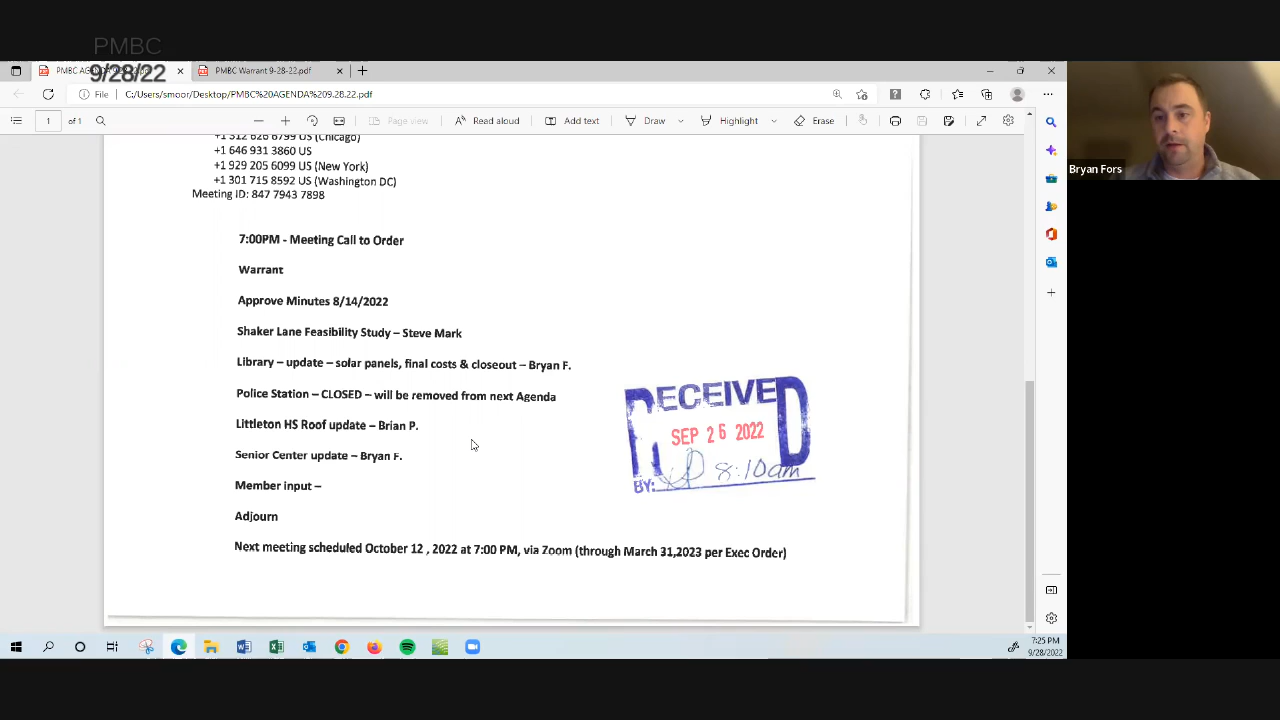 PMBC
9/28/22
PMBC Warrant 9-28-22.pdf
File C:/Users/smoor/Desktop/PMBC%20AGENDA%209.28.22.pdf
1 of 1
Page view
Read aloud
Add text
Draw
Highlight
Erase
+1 312 626 6799 US (Chicago)
+1 646 931 3860 US
+1 929 205 6099 US (New York)
+1 301 715 8592 US (Washington DC)
Meeting ID: 847 7943 7898
Bryan Fors
7:00PM - Meeting Call to Order
Warrant
Approve Minutes 8/14/2022
Shaker Lane Feasibility Study – Steve Mark
Library – update – solar panels, final costs & closeout – Bryan F.
Police Station – CLOSED – will be removed from next Agenda
Littleton HS Roof update – Brian P.
Senior Center update – Bryan F.
Member input –
Adjourn
Next meeting scheduled October 12 , 2022 at 7:00 PM, via Zoom (through March 31,2023 per Exec Order)
RECEIVED
SEP 26 2022
8:10am
BY:
7:25 PM
9/28/2022